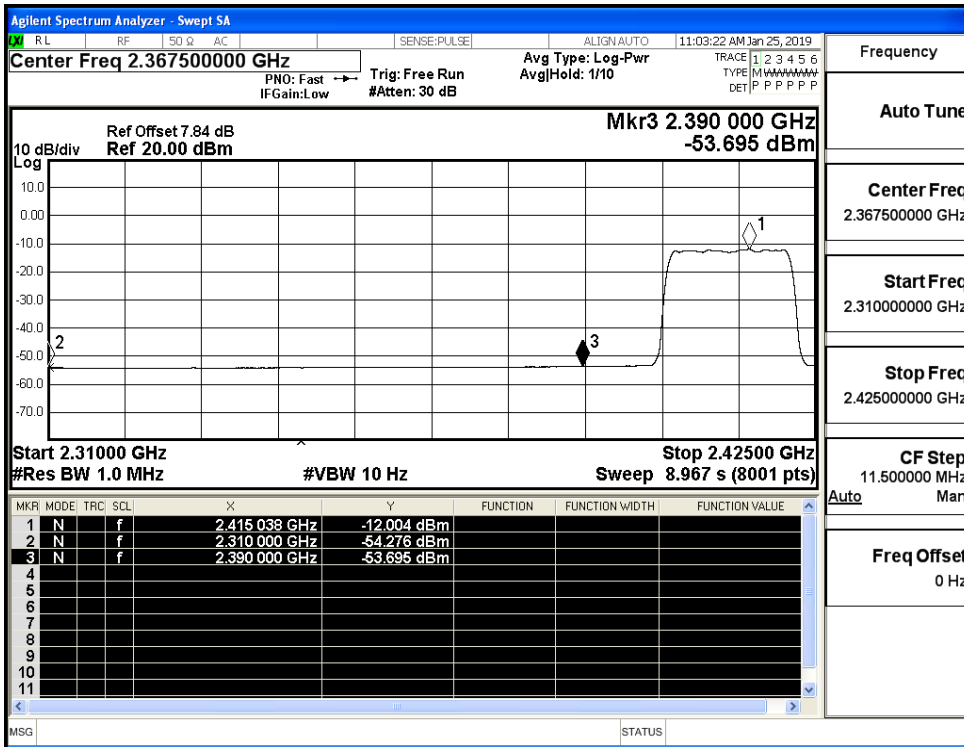 Agilent Spectrum Analyzer - Swept SA
LXI RL RF 50 Ω AC SENSE:PULSE ALIGN AUTO 11:03:22 AM Jan 25, 2019
Center Freq 2.367500000 GHz
PNO: Fast
IFGain:Low
Trig: Free Run
#Atten: 30 dB
Avg Type: Log-Pwr
Avg|Hold: 1/10
TRACE 1 2 3 4 5 6
TYPE M WWWWW
DET P P P P P P
Frequency
Auto Tune
Center Freq
2.367500000 GHz
Start Freq
2.310000000 GHz
Stop Freq
2.425000000 GHz
CF Step
11.500000 MHz
Auto Man
Freq Offset
0 Hz
Mkr3 2.390 000 GHz
-53.695 dBm
Ref Offset 7.84 dB
10 dB/div Ref 20.00 dBm
Log
10.0
0.00
-10.0
-20.0
-30.0
-40.0
-50.0
-60.0
-70.0
1
2
3
Start 2.31000 GHz Stop 2.42500 GHz
#Res BW 1.0 MHz #VBW 10 Hz Sweep 8.967 s (8001 pts)
MKR MODE TRC SCL X Y FUNCTION FUNCTION WIDTH FUNCTION VALUE
1 N f 2.415 038 GHz -12.004 dBm
2 N f 2.310 000 GHz -54.276 dBm
3 N f 2.390 000 GHz -53.695 dBm
4
5
6
7
8
9
10
11
MSG STATUS